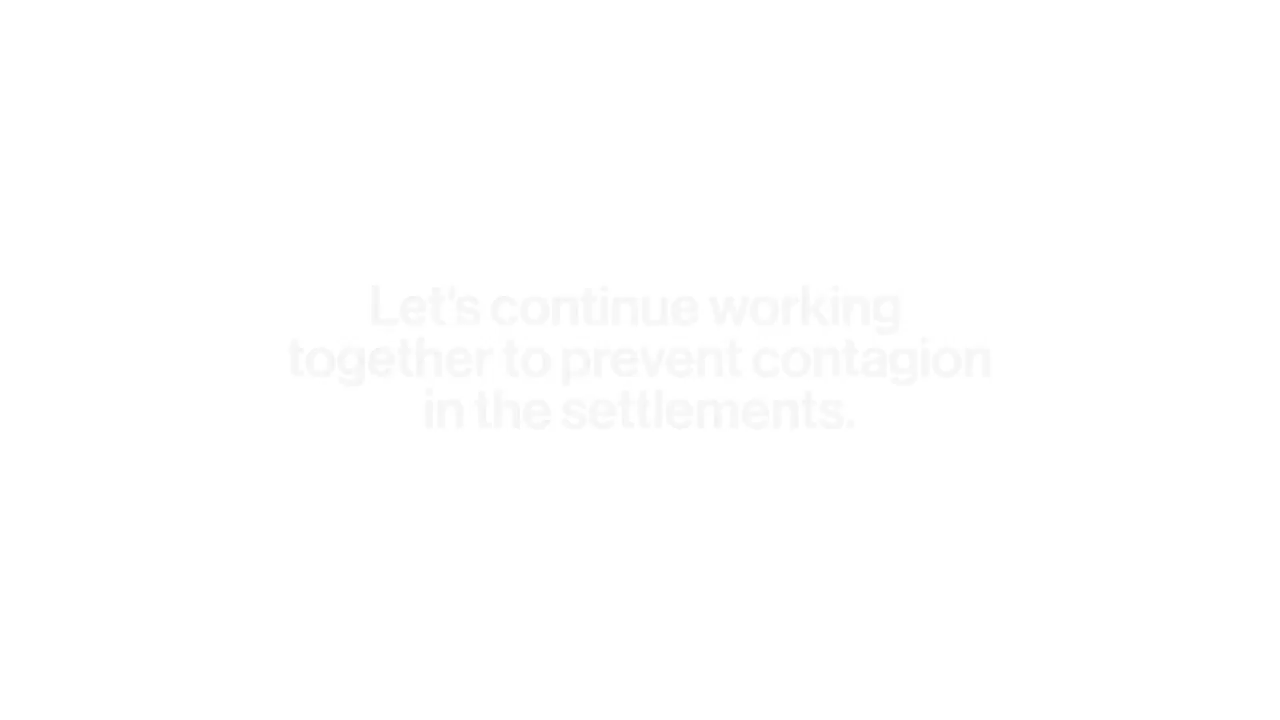 Let's continue working
together to prevent contagion
in the settlements.